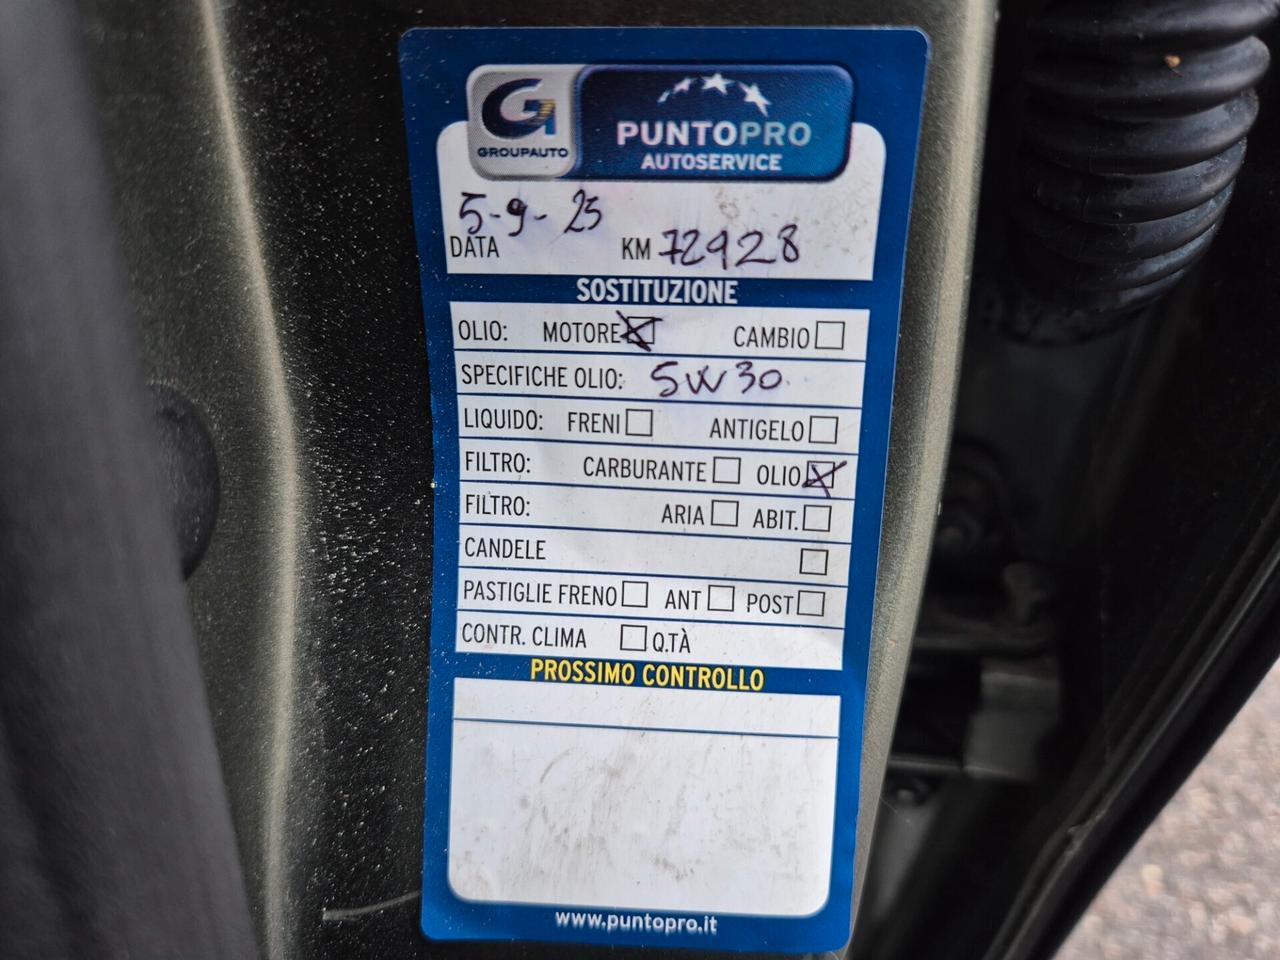 GROUPAUTO
PUNTOPRO
AUTOSERVICE
5-9-25
DATA KM 72928
SOSTITUZIONE
OLIO: MOTORE CAMBIO
SPECIFICHE OLIO: 5W30
LIQUIDO: FRENI ANTIGELO
FILTRO: CARBURANTE OLIO
FILTRO: ARIA ABIT.
CANDELE
PASTIGLIE FRENO ANT POST
CONTR. CLIMA Q.TÀ
PROSSIMO CONTROLLO
www.puntopro.it